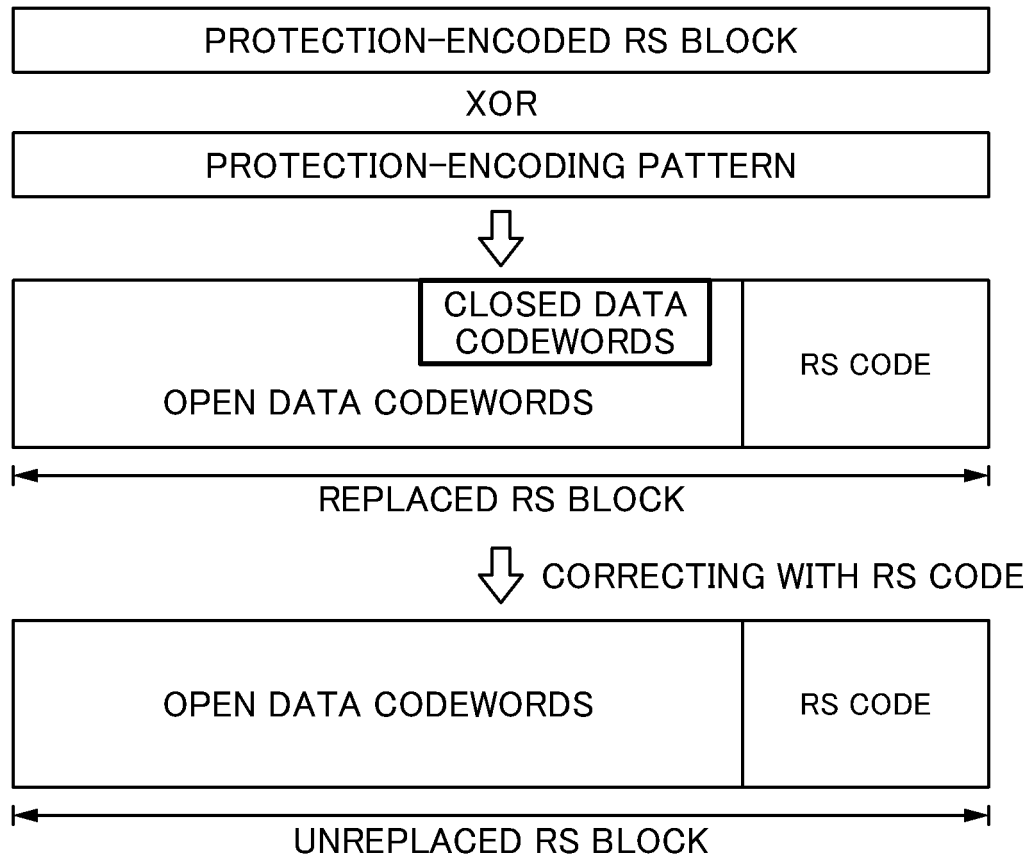 PROTECTION-ENCODED RS BLOCK
XOR
PROTECTION-ENCODING PATTERN
CLOSED DATA
CODEWORDS
RS CODE
OPEN DATA CODEWORDS
REPLACED RS BLOCK
CORRECTING WITH RS CODE
OPEN DATA CODEWORDS
RS CODE
UNREPLACED RS BLOCK